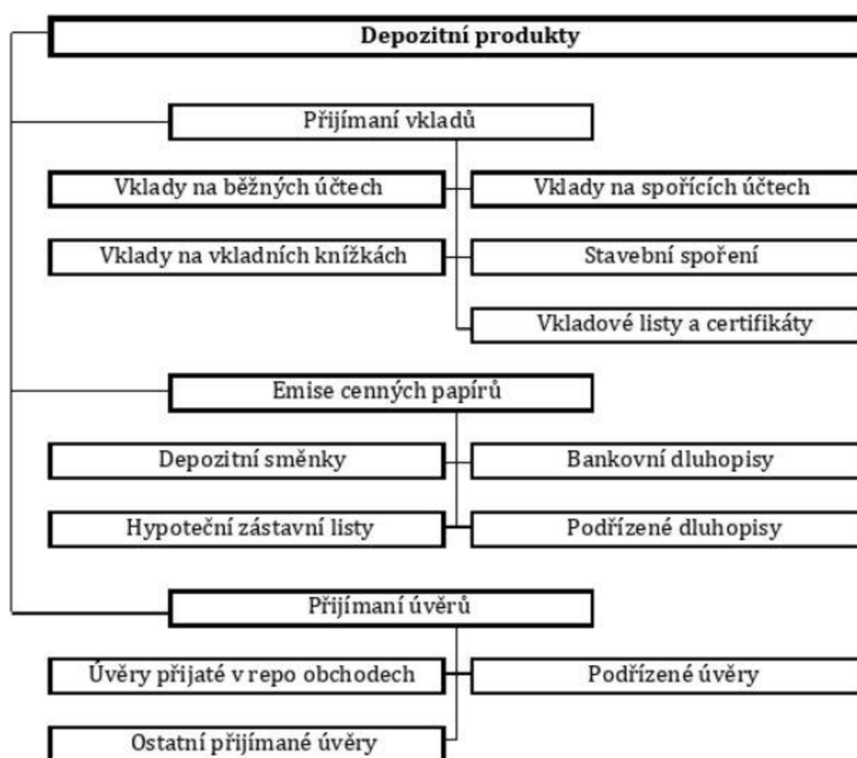 Depozitní produkty
Přijímaní vkladů
Vklady na běžných účtech
Vklady na spořících účtech
Vklady na vkladních knížkách
Stavební spoření
Vkladové listy a certifikáty
Emise cenných papírů
Depozitní směnky
Bankovní dluhopisy
Hypoteční zástavní listy
Podřízené dluhopisy
Přijímaní úvěrů
Úvěry přijaté v repo obchodech
Podřízené úvěry
Ostatní přijímané úvěry